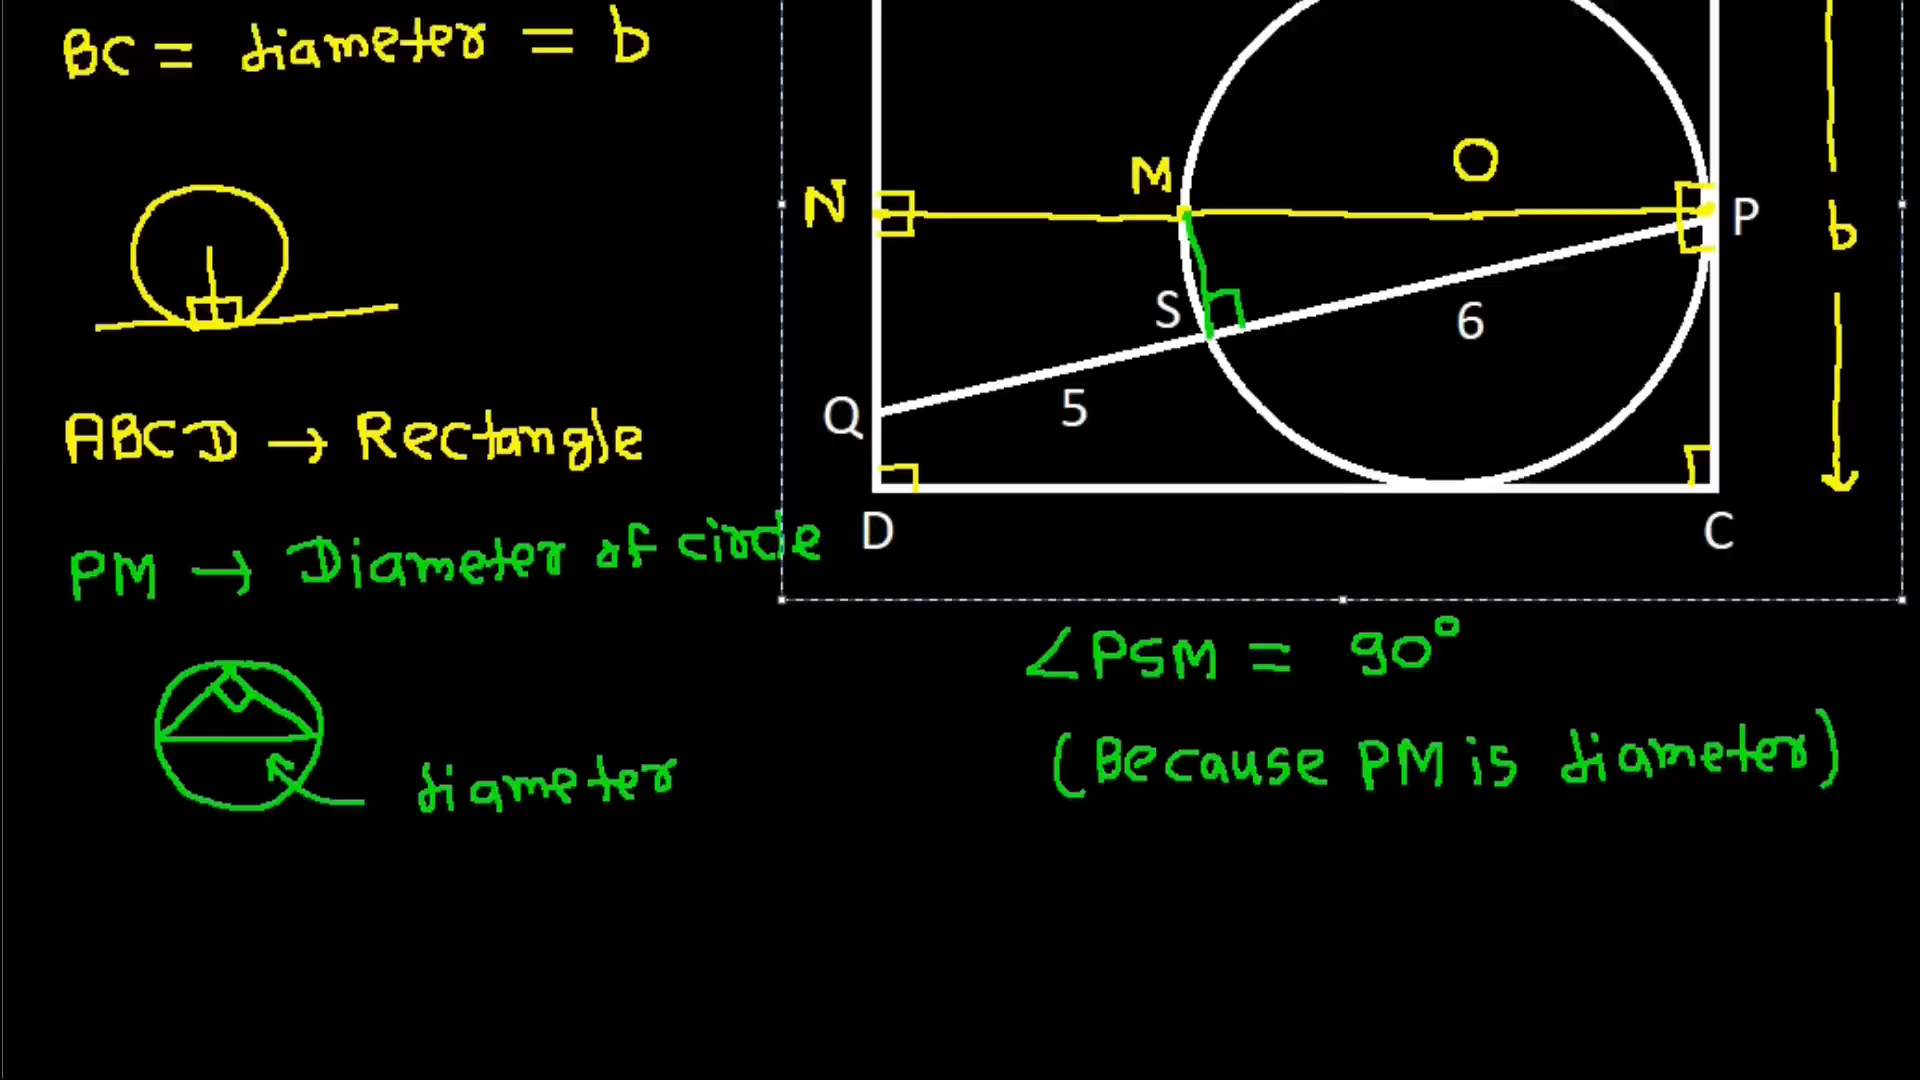 BC = diameter = b
O
M
N
P
b
S
6
Q
5
ABCD → Rectangle
D
C
PM → Diameter of circle
∠PSM = 90°
(Because PM is diameter)
diameter